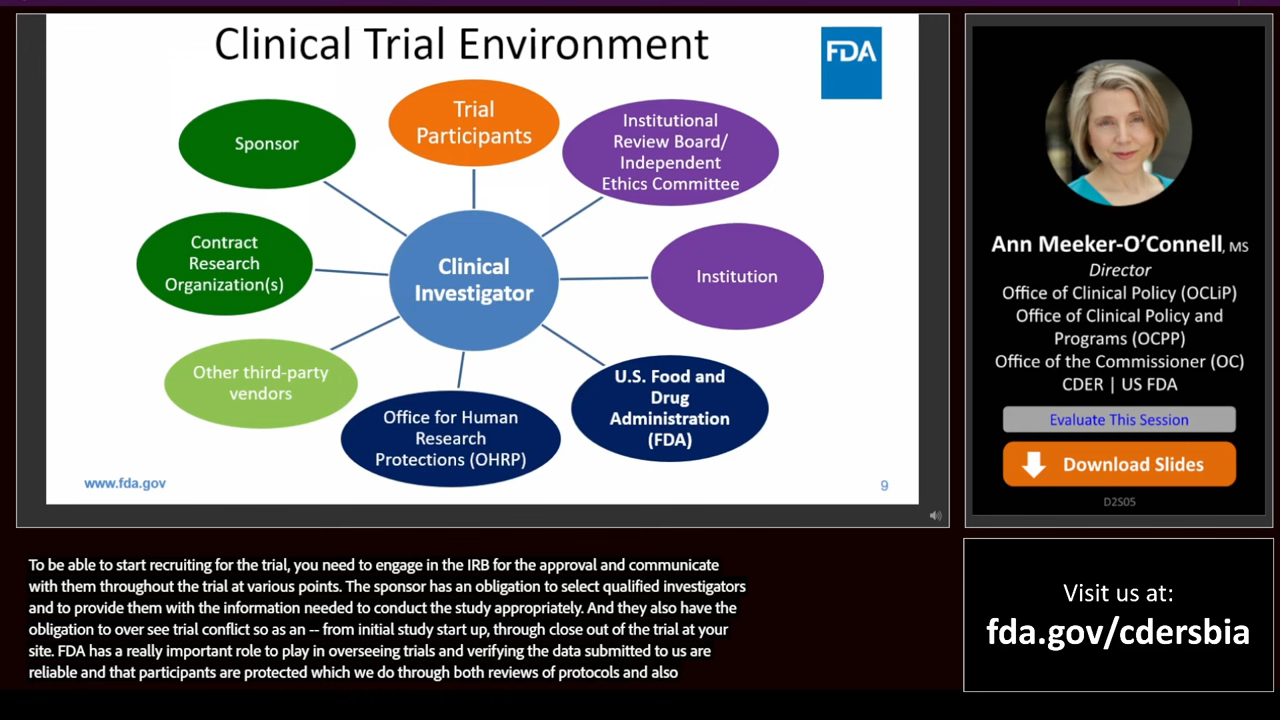 Clinical Trial Environment
FDA
Trial
Participants
Sponsor
Institutional
Review Board/
Independent
Ethics Committee
Contract
Research
Organization(s)
Clinical
Investigator
Institution
Other third-party
vendors
Office for Human
Research
Protections (OHRP)
U.S. Food and
Drug
Administration
(FDA)
www.fda.gov
9
Ann Meeker-O’Connell, MS
Director
Office of Clinical Policy (OCLiP)
Office of Clinical Policy and
Programs (OCPP)
Office of the Commissioner (OC)
CDER | US FDA
Evaluate This Session
Download Slides
D2S05
To be able to start recruiting for the trial, you need to engage in the IRB for the approval and communicate
with them throughout the trial at various points. The sponsor has an obligation to select qualified investigators
and to provide them with the information needed to conduct the study appropriately. And they also have the
obligation to over see trial conflict so as an -- from initial study start up, through close out of the trial at your
site. FDA has a really important role to play in overseeing trials and verifying the data submitted to us are
reliable and that participants are protected which we do through both reviews of protocols and also
Visit us at:
fda.gov/cdersbia